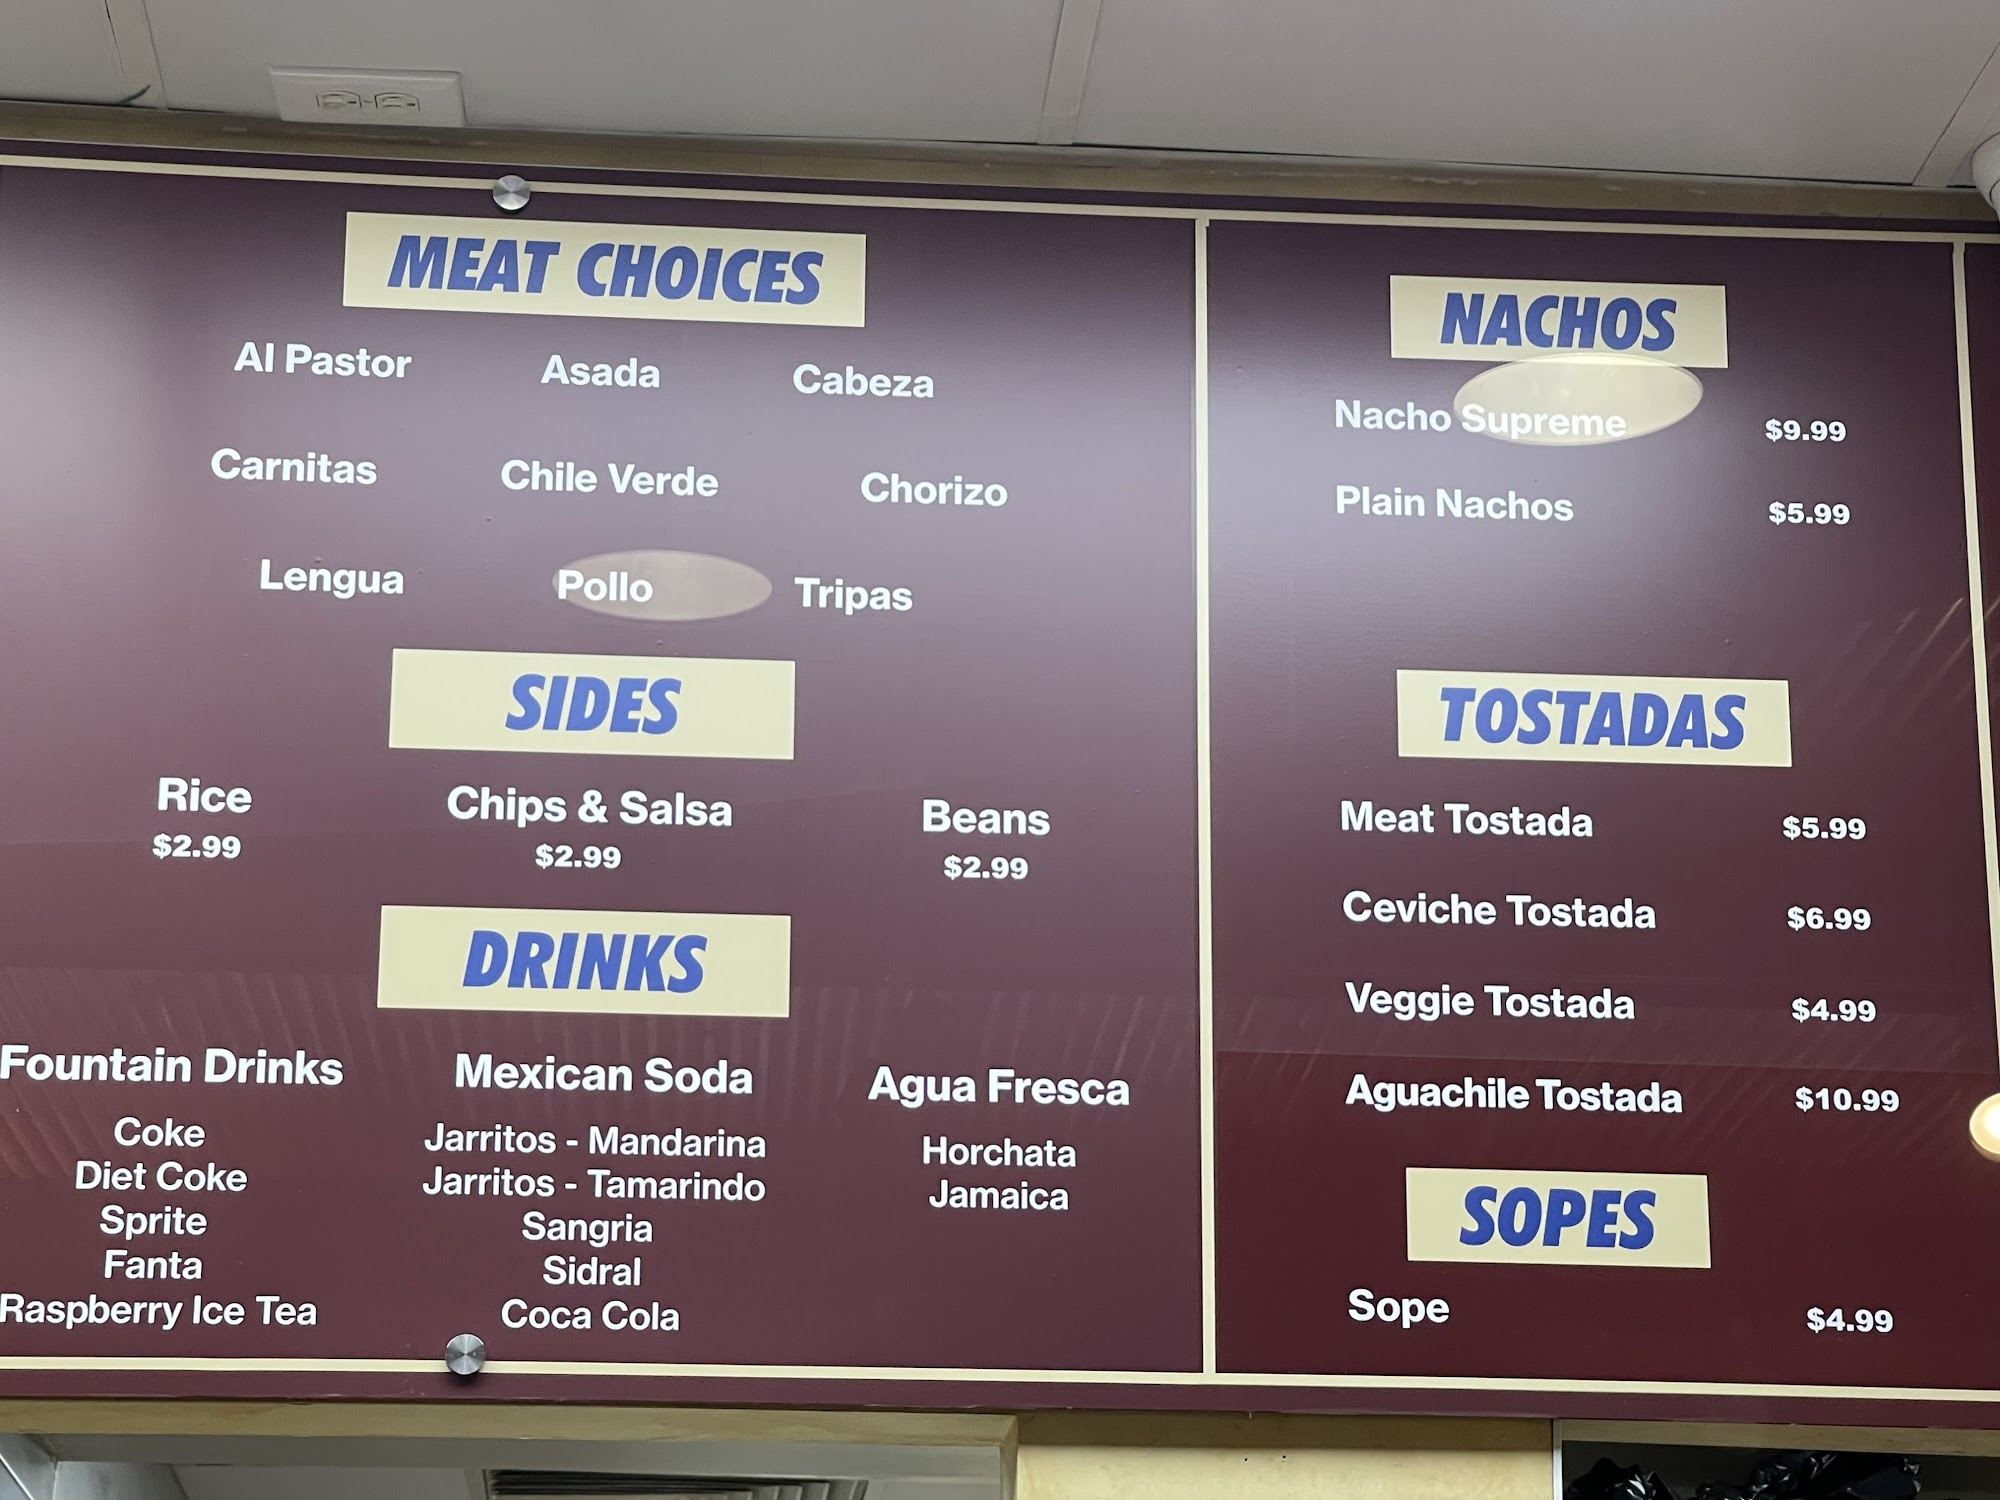 MEAT CHOICES
Al Pastor Asada Cabeza
Carnitas Chile Verde Chorizo
Lengua Pollo Tripas
SIDES
Rice Chips & Salsa Beans
$2.99 $2.99 $2.99
DRINKS
Fountain Drinks
Coke
Diet Coke
Sprite
Fanta
Raspberry Ice Tea
Mexican Soda
Jarritos - Mandarina
Jarritos - Tamarindo
Sangria
Sidral
Coca Cola
Agua Fresca
Horchata
Jamaica
NACHOS
Nacho Supreme $9.99
Plain Nachos $5.99
TOSTADAS
Meat Tostada $5.99
Ceviche Tostada $6.99
Veggie Tostada $4.99
Aguachile Tostada $10.99
SOPES
Sope $4.99